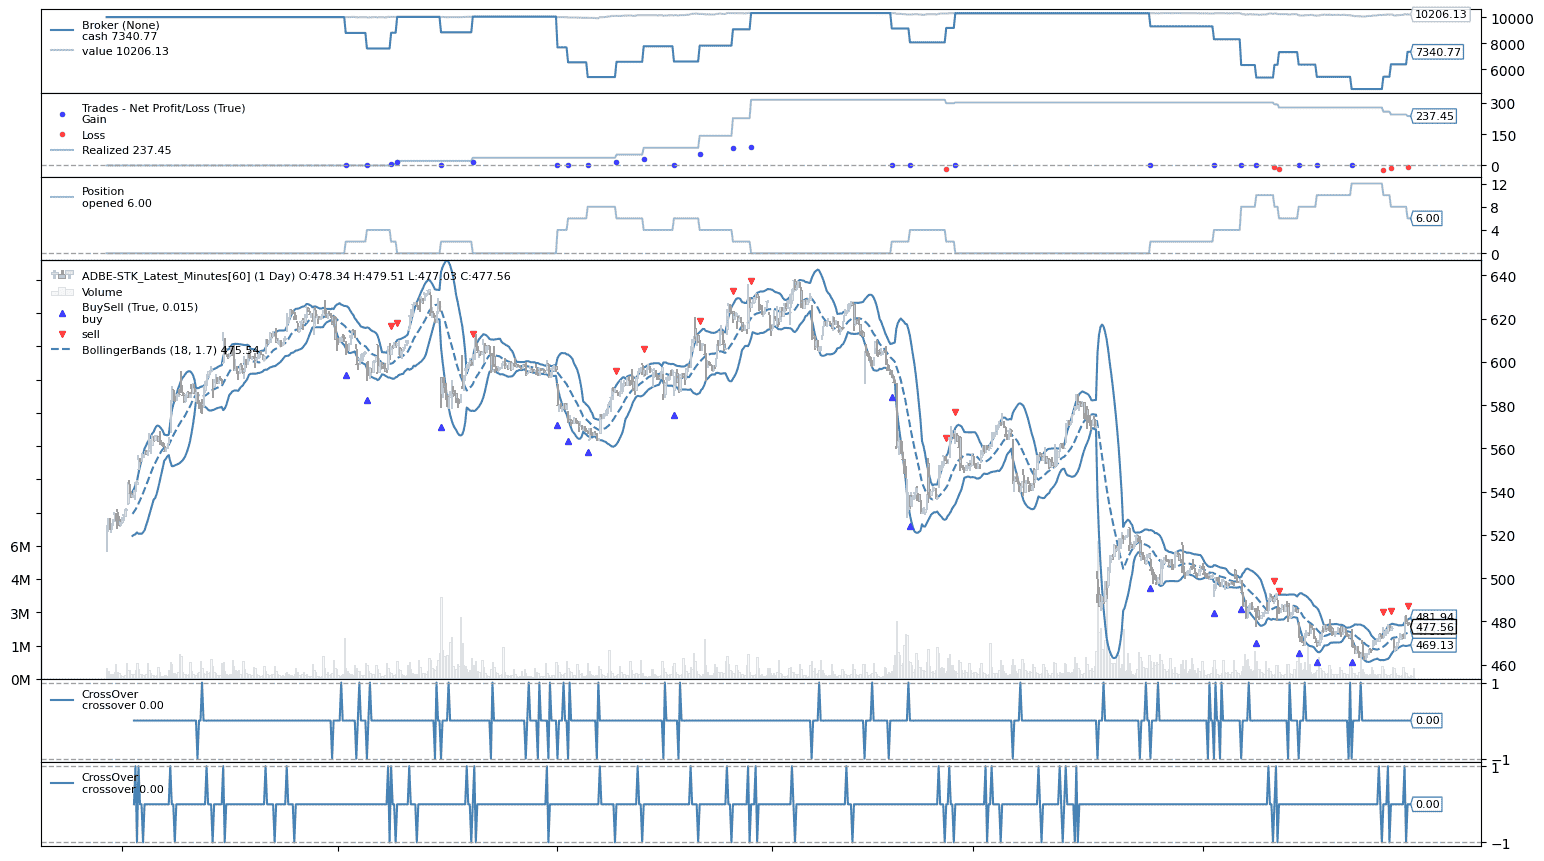 Broker (None)
cash 7340.77
value 10206.13
10206.13
10000
8000
7340.77
6000
Trades - Net Profit/Loss (True)
Gain
Loss
Realized 237.45
300
237.45
150
0
Position
opened 6.00
12
8
6.00
4
0
ADBE-STK_Latest_Minutes[60] (1 Day) O:478.34 H:479.51 L:477.03 C:477.56
Volume
BuySell (True, 0.015)
buy
sell
BollingerBands (18, 1.7) 475.54
640
620
600
580
560
540
520
500
480
460
481.94
477.56
469.13
6M
4M
3M
1M
0M
CrossOver
crossover 0.00
1
0.00
−1
CrossOver
crossover 0.00
1
0.00
−1